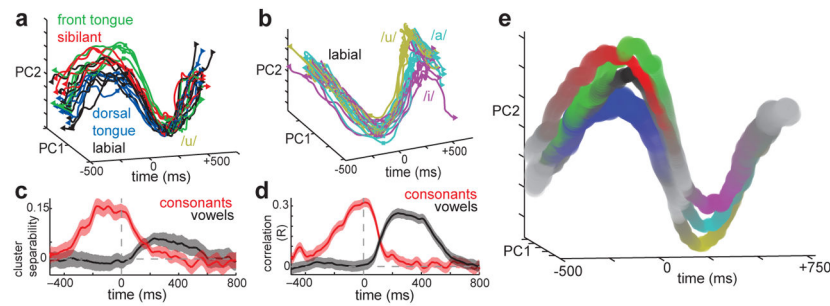 a
front tongue
sibilant
PC2
dorsal
tongue
labial
/u/
PC1
-500
0
+500
time (ms)
b
/u/
/a/
labial
PC2
/i/
PC1
-500
0
+500
time (ms)
c
consonants
vowels
0.15
cluster
separability
0
-400
0
400
800
time (ms)
d
consonants
vowels
0.3
correlation
0
-400
0
400
800
time (ms)
e
PC2
PC1
-500
0
+750
time (ms)